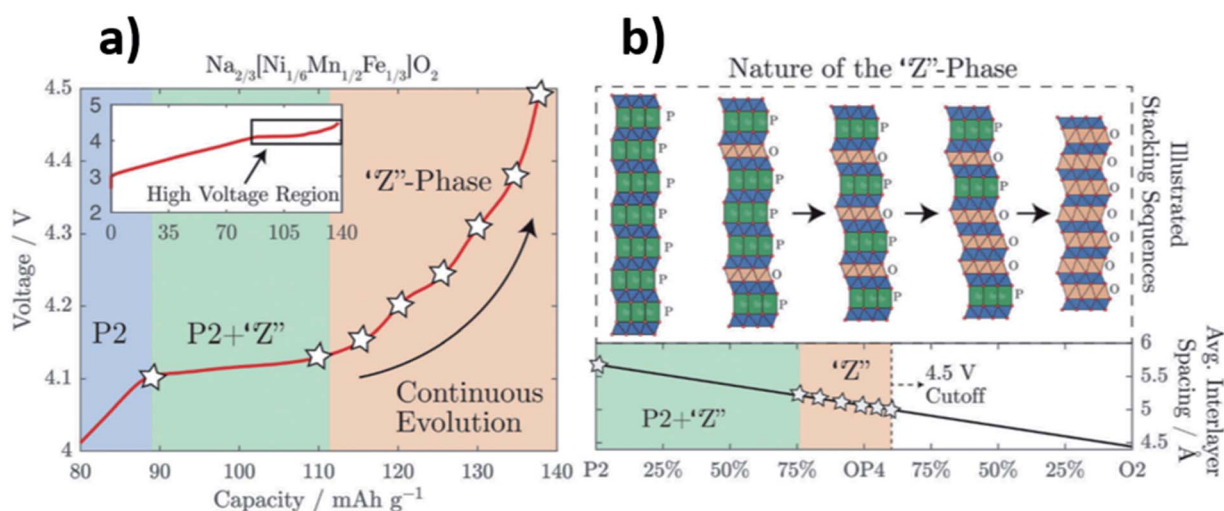 a)
Na2/3[Ni1/6Mn1/2Fe1/3]O2
4.5
4.4
4.3
4.2
4.1
4
Voltage / V
5
4
3
2
0
35
70
105
140
High Voltage Region
"Z"-Phase
P2
P2+"Z"
Continuous
Evolution
80
90
100
110
120
130
140
Capacity / mAh g-1
b)
Nature of the "Z"-Phase
P
P
P
P
P
P
P
P
O
P
P
P
O
P
P
O
P
O
P
O
P
P
O
P
O
O
O
P
O
O
O
O
O
O
Illustrated
Stacking Sequences
P2+"Z"
"Z"
4.5 V
Cutoff
6
5.5
5
4.5
Avg. Interlayer
Spacing / Å
P2
25%
50%
75%
OP4
75%
50%
25%
O2